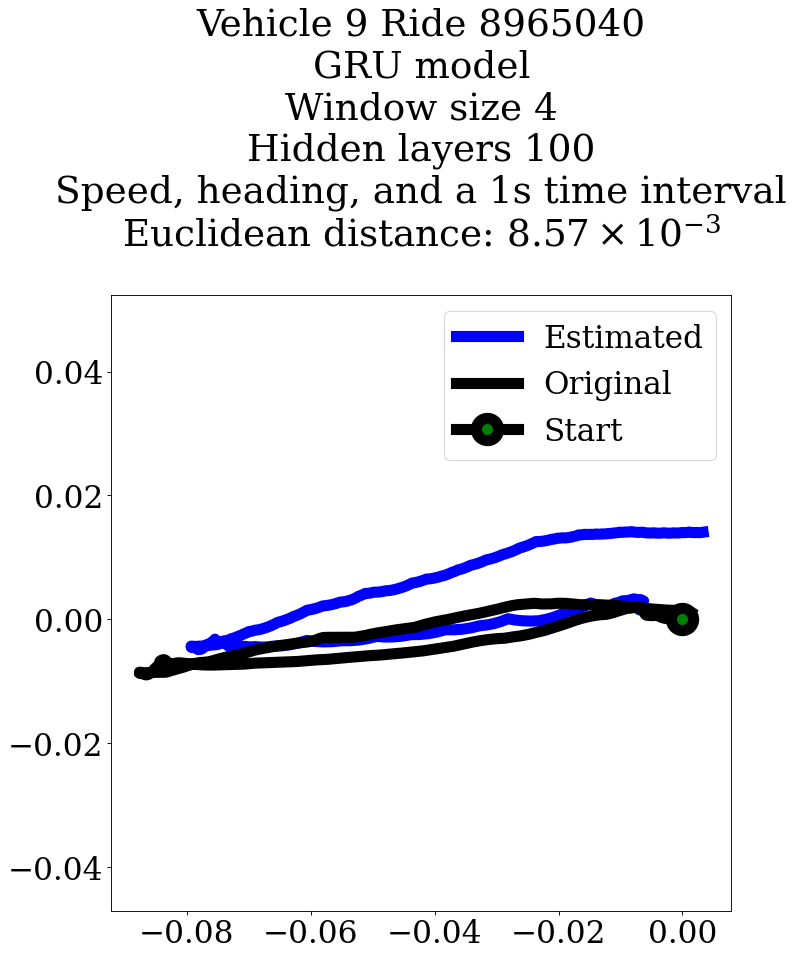 Vehicle 9 Ride 8965040
GRU model
Window size 4
Hidden layers 100
Speed, heading, and a 1s time interval
Euclidean distance: 8.57 × 10⁻³
Estimated
Original
Start
0.04
0.02
0.00
−0.02
−0.04
−0.08 −0.06 −0.04 −0.02 0.00